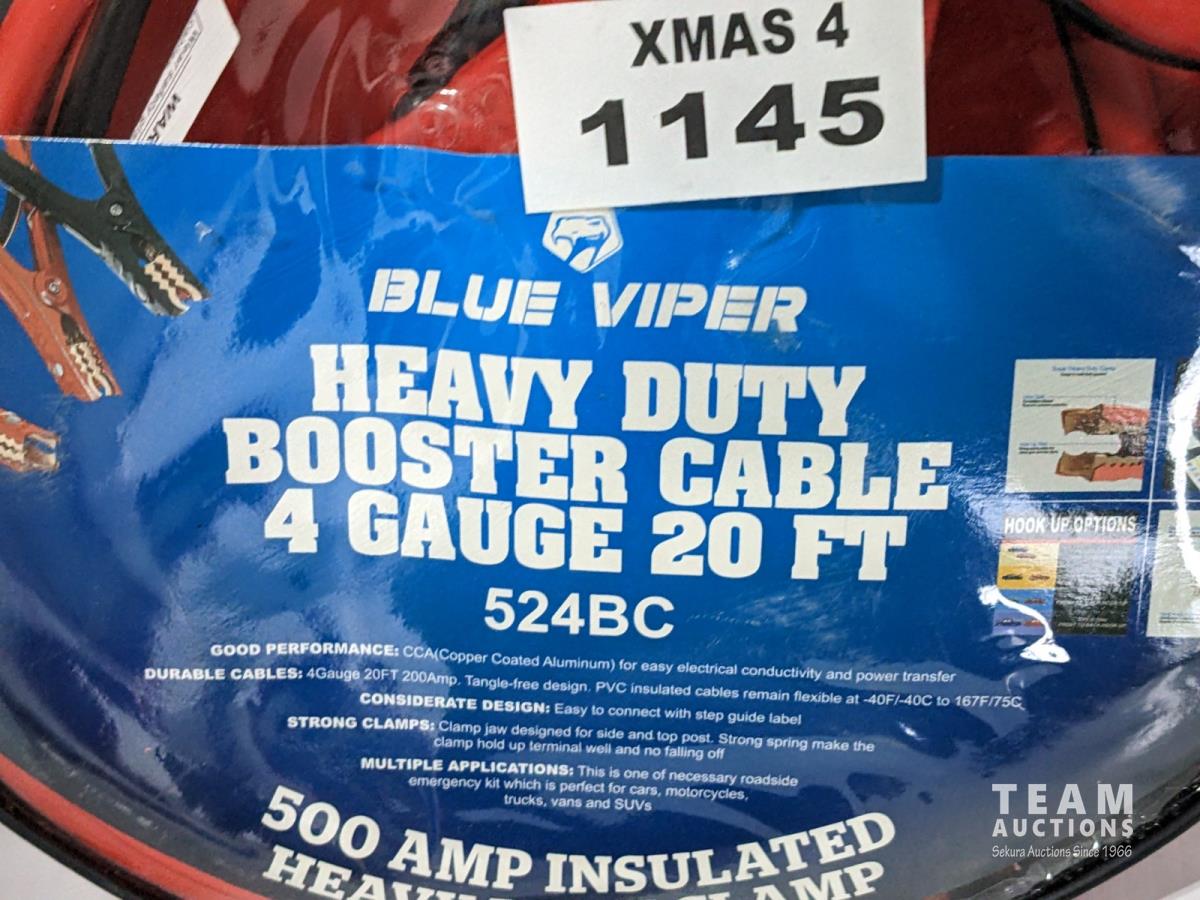 XMAS 4
1145
BLUE VIPER
HEAVY DUTY
BOOSTER CABLE
4 GAUGE 20 FT
524BC
GOOD PERFORMANCE: CCA(Copper Coated Aluminum) for easy electrical conductivity and power transfer
DURABLE CABLES: 4Gauge 20FT 200Amp. Tangle-free design. PVC insulated cables remain flexible at -40F/-40C to 167F/75C
CONSIDERATE DESIGN: Easy to connect with step guide label
STRONG CLAMPS: Clamp jaw designed for side and top post. Strong spring make the
clamp hold up terminal well and no falling off
MULTIPLE APPLICATIONS: This is one of necessary roadside
emergency kit which is perfect for cars, motorcycles,
trucks, vans and SUVs
500 AMP INSULATED
HOOK UP OPTIONS
TEAM
AUCTIONS
Sekura Auctions Since 1966